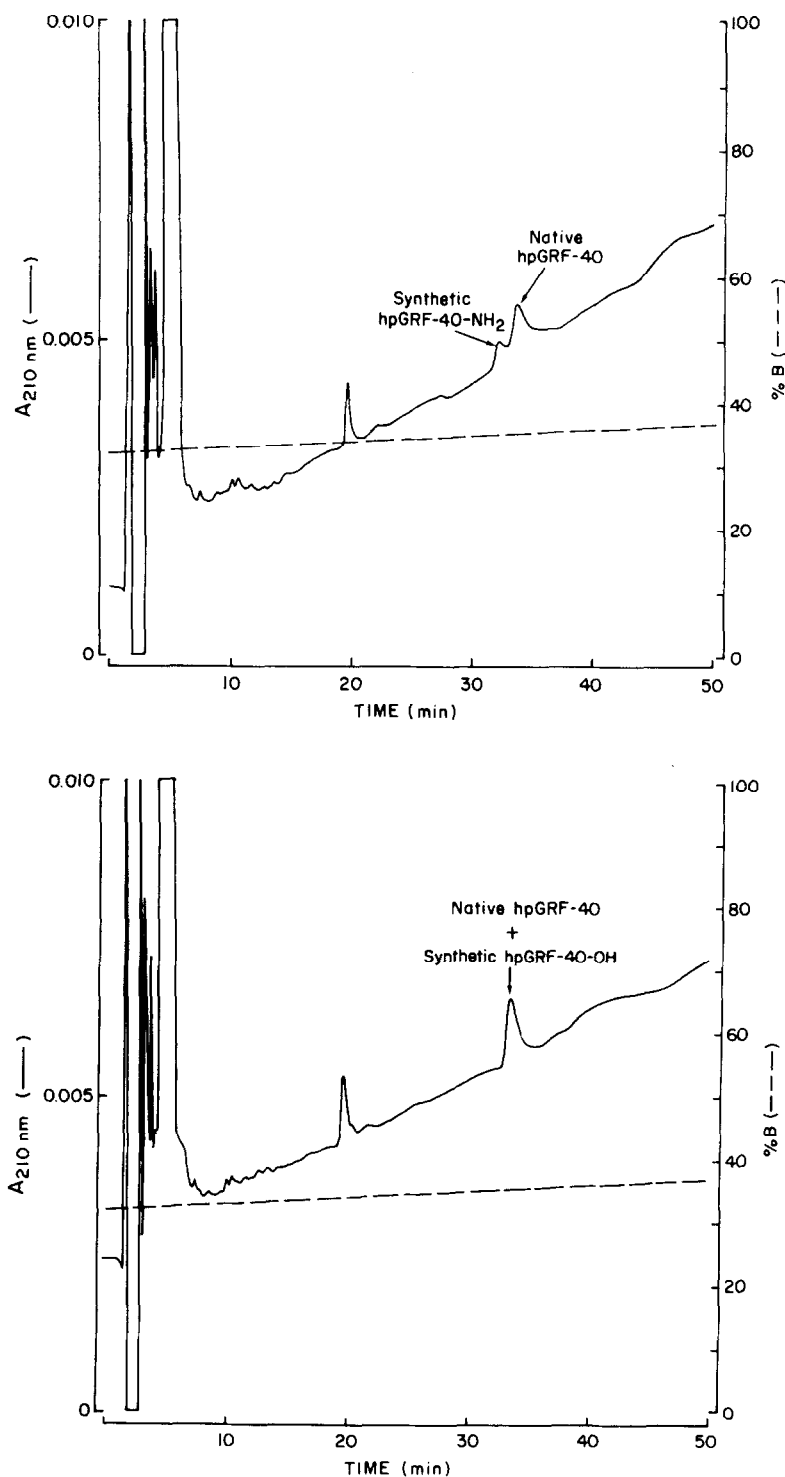 0.010
100
80
Native
hpGRF-40
Synthetic
hpGRF-40-NH2
60
0.005
A210 nm (——)
% B (———)
40
20
0
0
10
20
30
40
50
TIME (min)
0.010
100
80
Native hpGRF-40
+
Synthetic hpGRF-40-OH
60
0.005
A210 nm (——)
%B (———)
40
20
0
0
10
20
30
40
50
TIME (min)